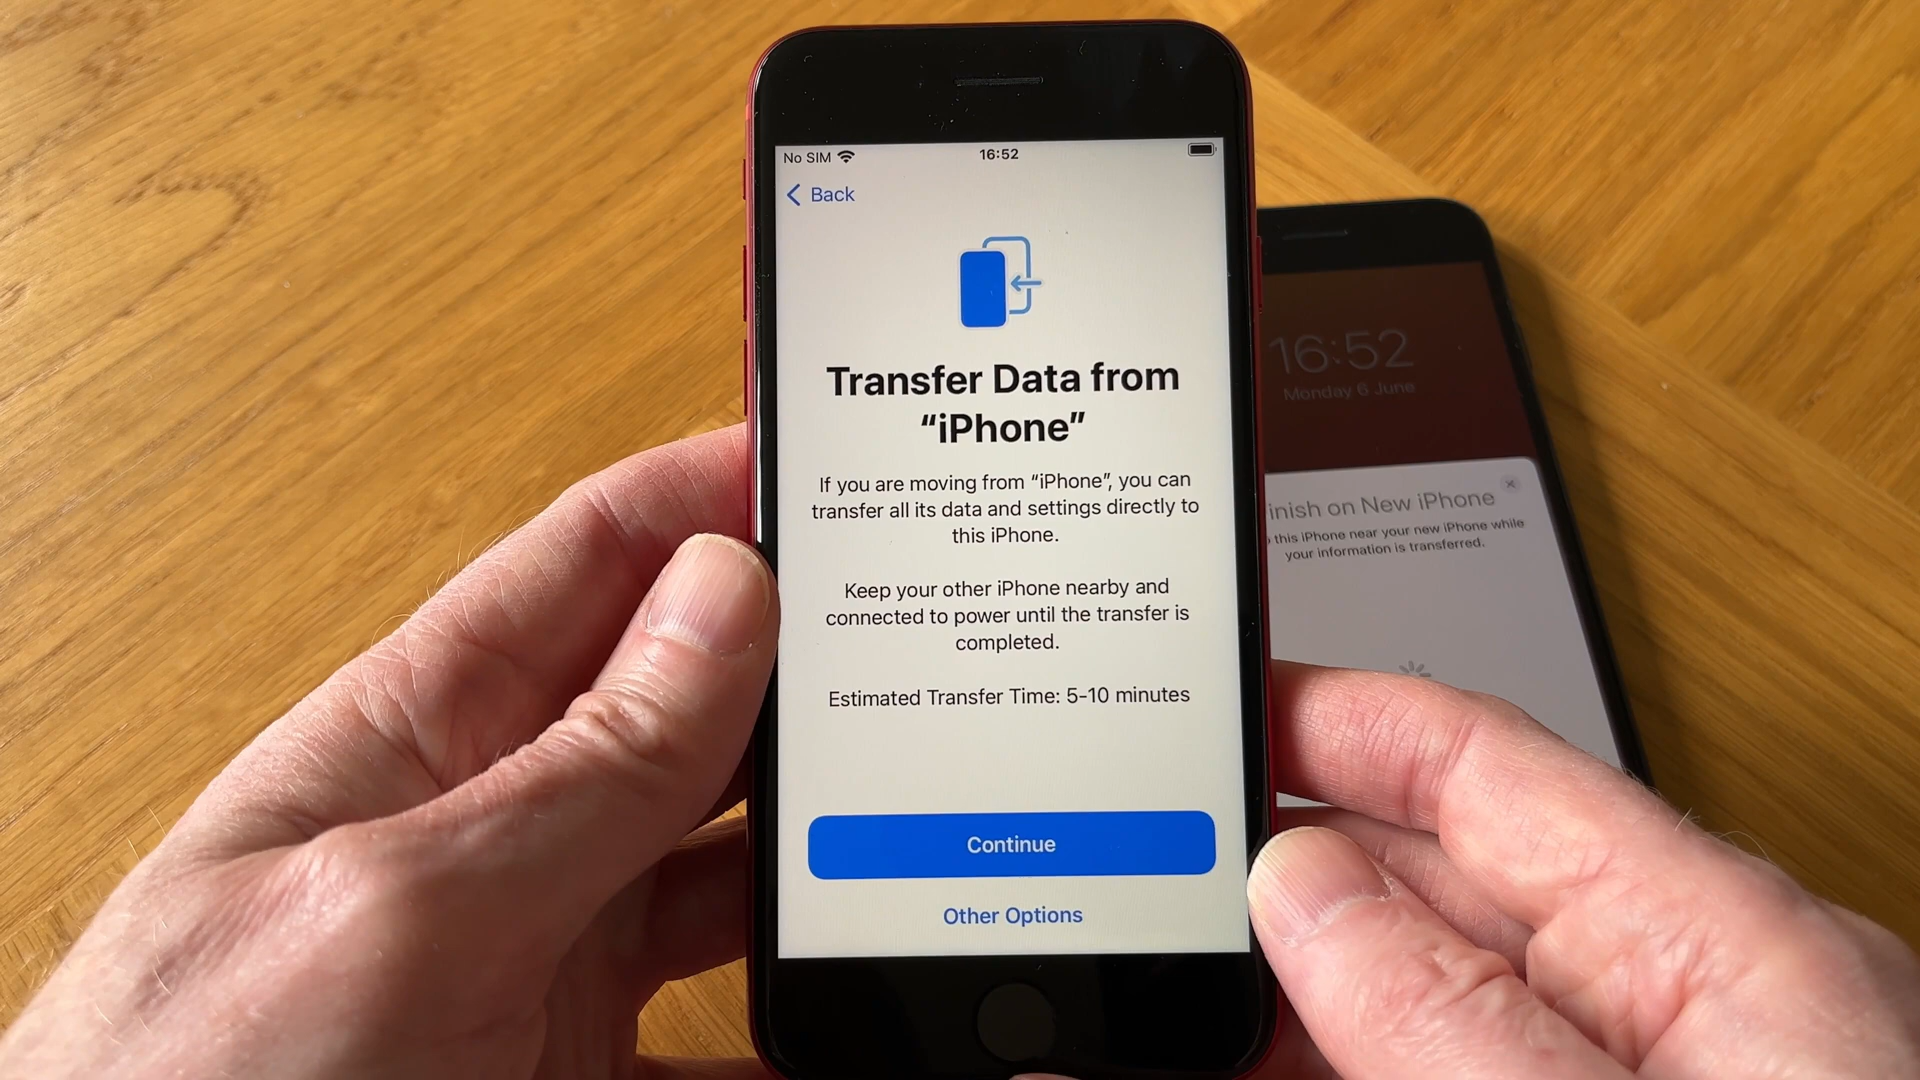 No SIM
16:52
Back
Transfer Data from
“iPhone”
If you are moving from “iPhone”, you can
transfer all its data and settings directly to
this iPhone.
Keep your other iPhone nearby and
connected to power until the transfer is
completed.
Estimated Transfer Time: 5-10 minutes
Continue
Other Options
16:52
Monday 6 June
on New iPhone
this iPhone near your new iPhone while
your information is transferred.